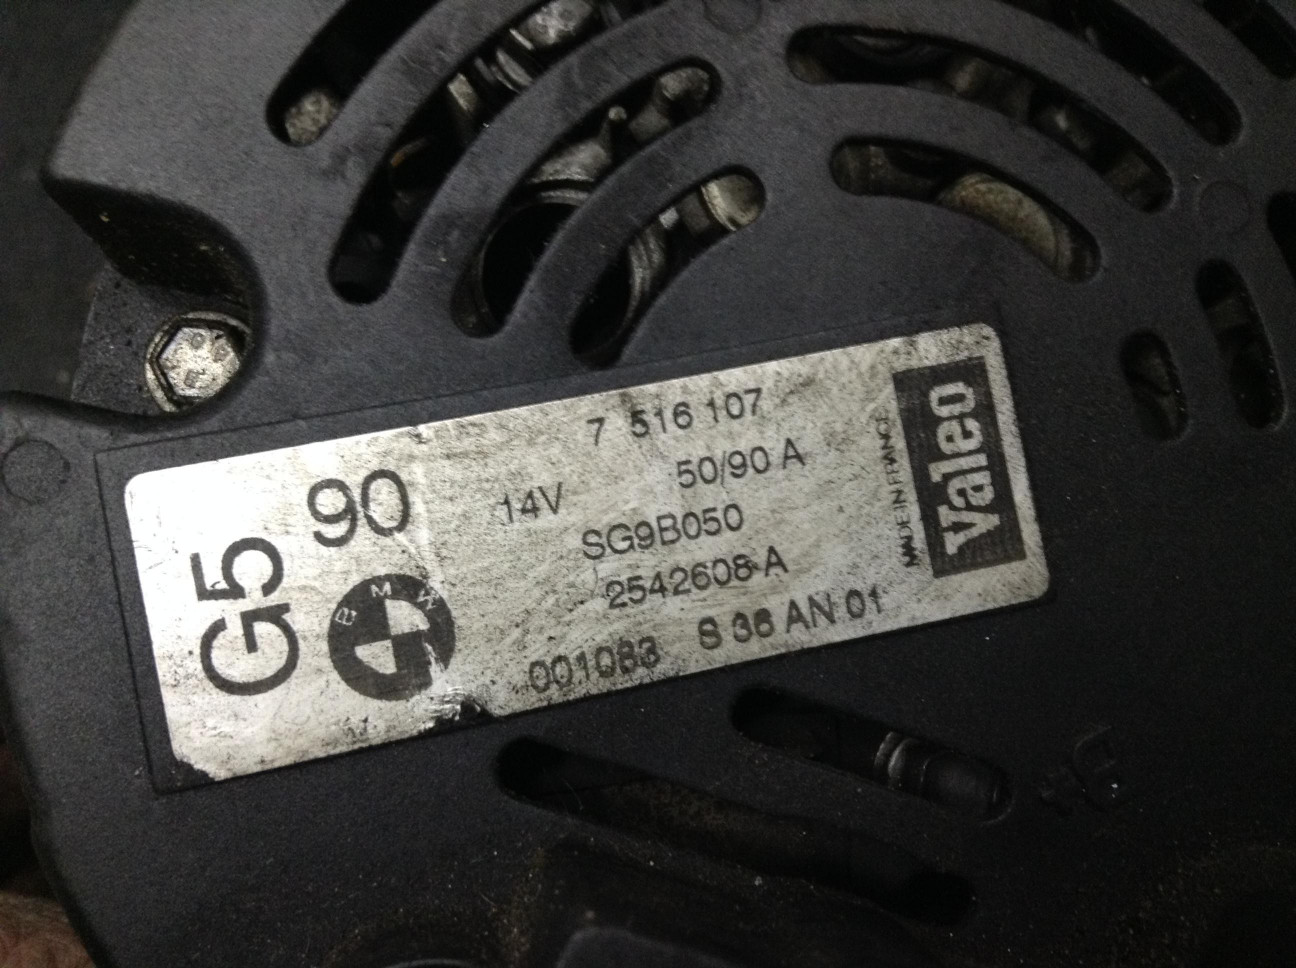 7 516 107
G5 90
14V 50/90 A
SG9B050
2542608-A
001083 S 36 AN 01
BMW
MADE IN FRANCE
Valeo